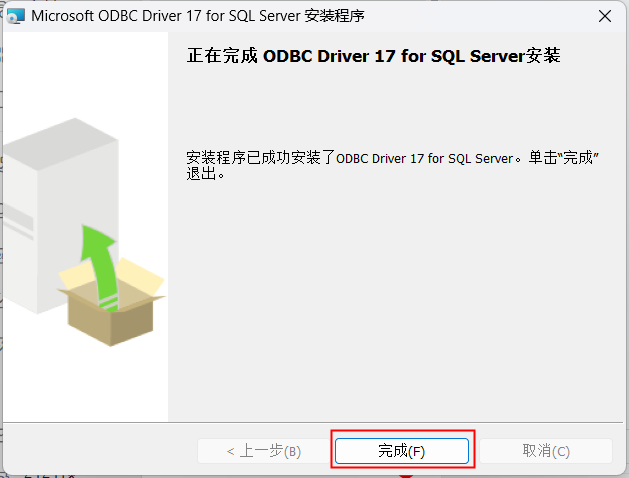 Microsoft ODBC Driver 17 for SQL Server 安装程序
正在完成 ODBC Driver 17 for SQL Server安装
安装程序已成功安装了ODBC Driver 17 for SQL Server。单击“完成”
退出。
< 上一步(B)
完成(F)
取消(C)